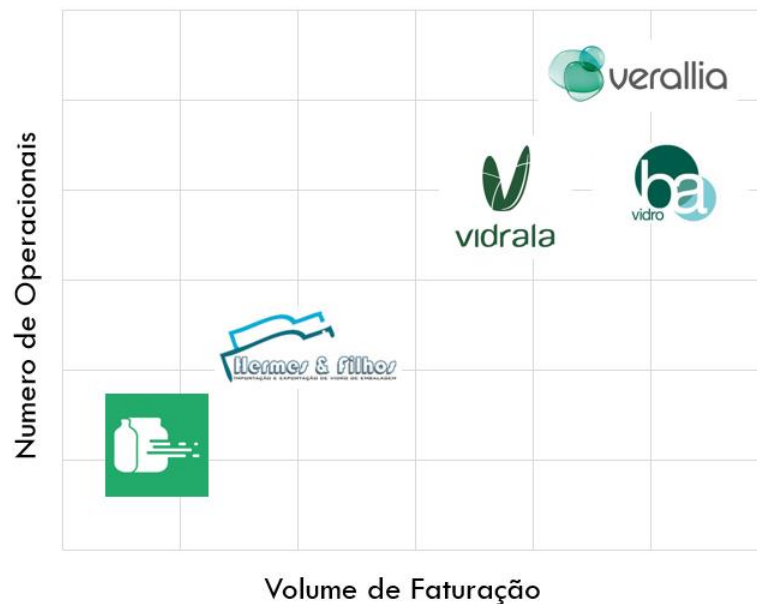 verallia
ba
vidro
vidrala
Numero de Operacionais
Hermes & Filhos
IMPORTAÇÃO E EXPORTAÇÃO DE VIDRO DE EMBALAGEM
Volume de Faturação